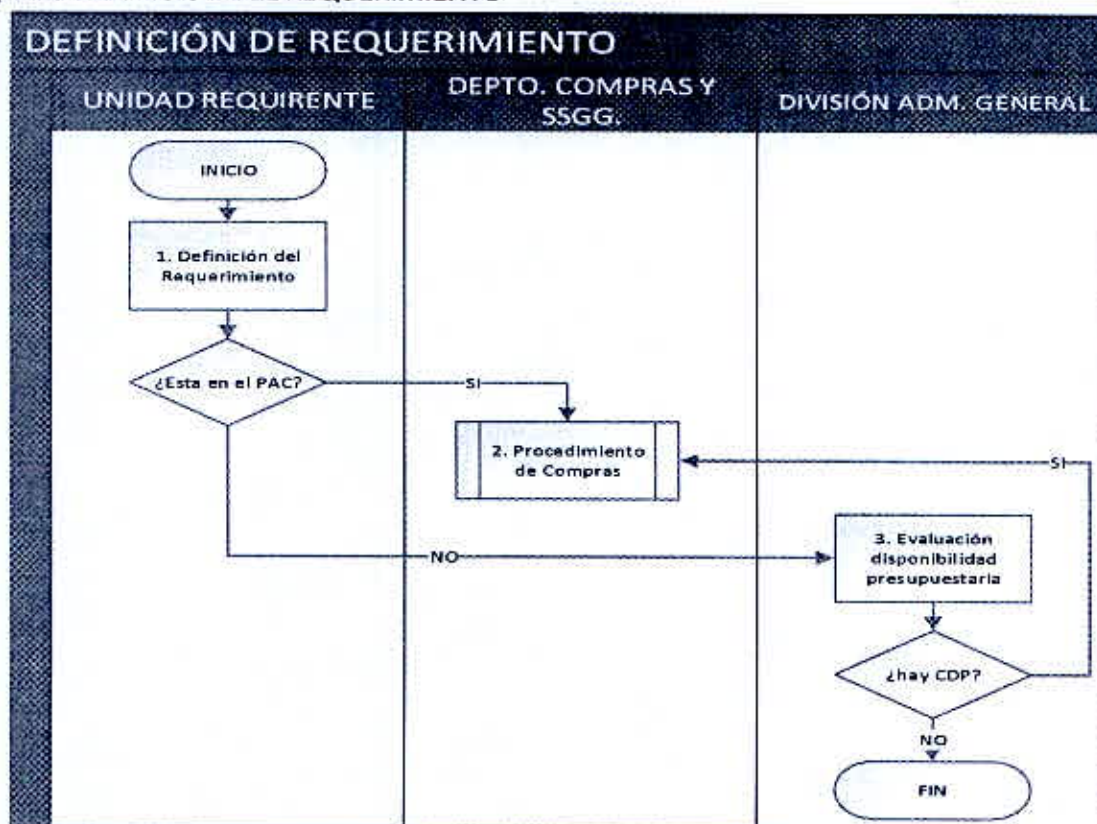 DEFINICIÓN DE REQUERIMIENTO
UNIDAD REQUIRENTE
DEPTO. COMPRAS Y
SSGG.
DIVISIÓN ADM. GENERAL
INICIO
1. Definición del
Requerimiento
¿Esta en el PAC?
SI
2. Procedimiento
de Compras
SI
NO
3. Evaluación
disponibilidad
presupuestaria
¿hay CDP?
NO
FIN